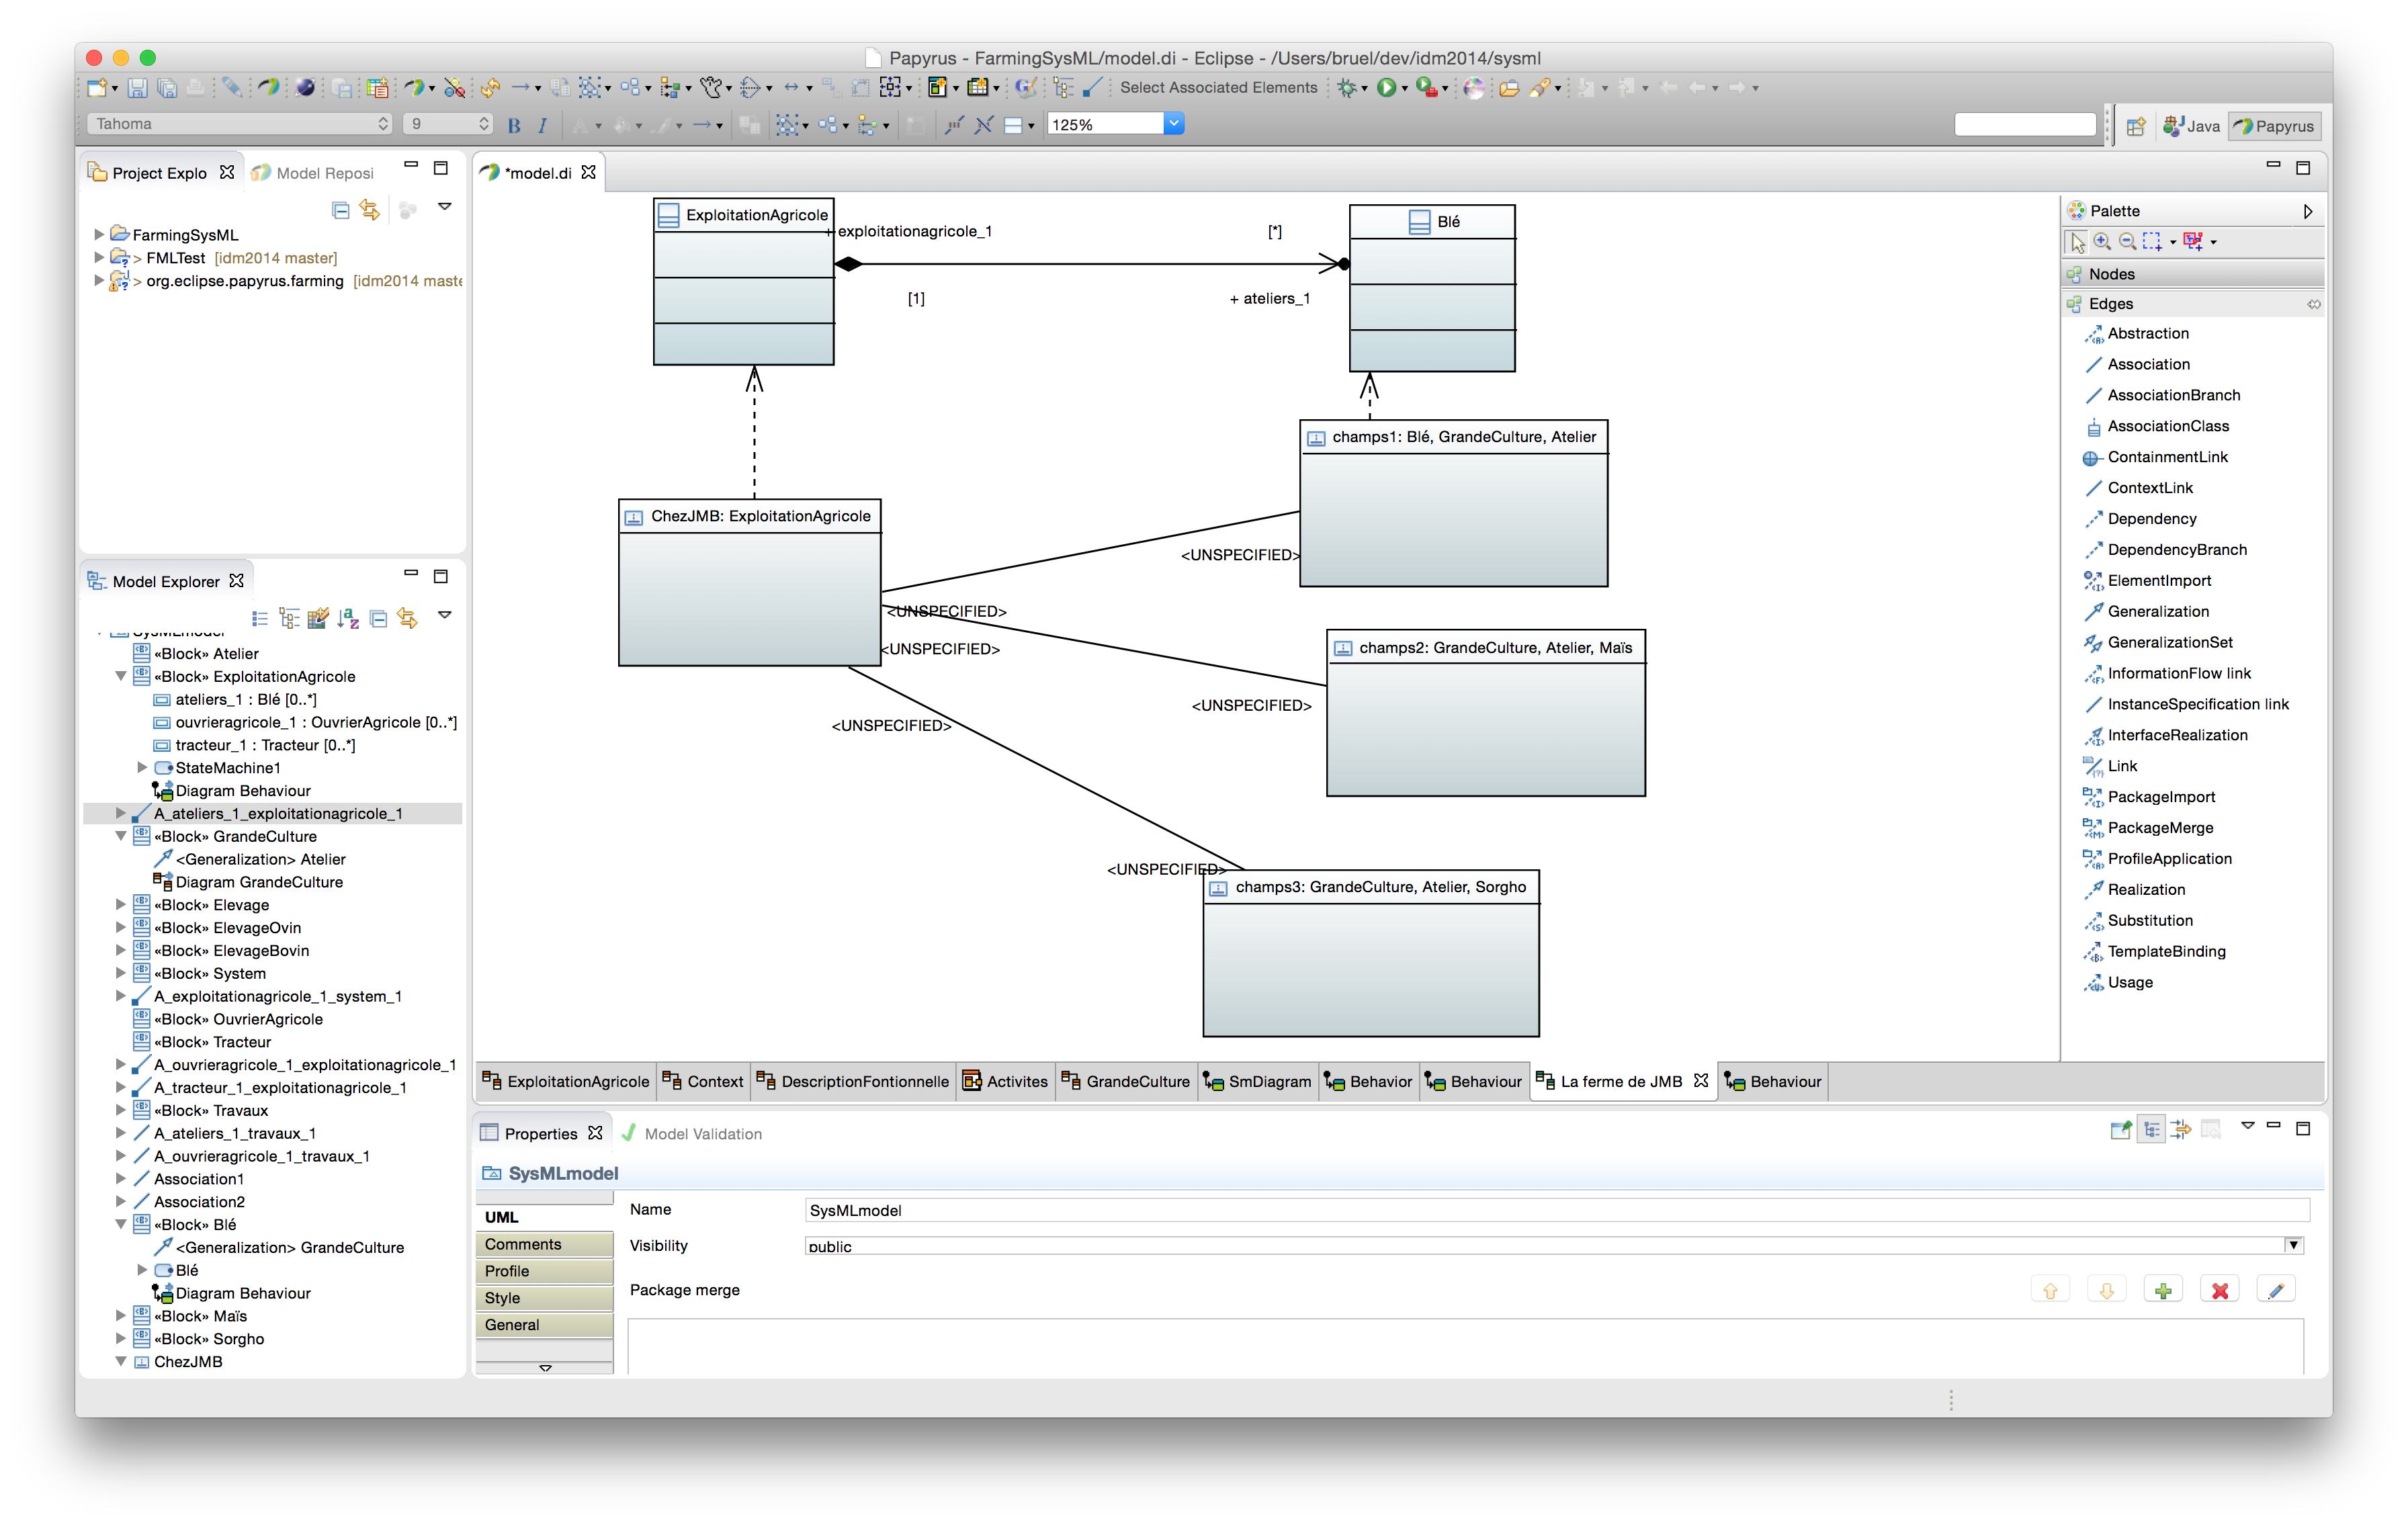 Papyrus - FarmingSysML/model.di - Eclipse - /Users/bruel/dev/idm2014/sysml
Select Associated Elements
Tahoma
9
B I
125%
Java
Papyrus
Project Explo
Model Reposi
FarmingSysML
> FMLTest [idm2014 master]
> org.eclipse.papyrus.farming [idm2014 maste
Model Explorer
SysMLmodel
«Block» Atelier
«Block» ExploitationAgricole
ateliers_1 : Blé [0..*]
ouvrieragricole_1 : OuvrierAgricole [0..*]
tracteur_1 : Tracteur [0..*]
StateMachine1
Diagram Behaviour
A_ateliers_1_exploitationagricole_1
«Block» GrandeCulture
<Generalization> Atelier
Diagram GrandeCulture
«Block» Elevage
«Block» ElevageOvin
«Block» ElevageBovin
«Block» System
A_exploitationagricole_1_system_1
«Block» OuvrierAgricole
«Block» Tracteur
A_ouvrieragricole_1_exploitationagricole_1
A_tracteur_1_exploitationagricole_1
«Block» Travaux
A_ateliers_1_travaux_1
A_ouvrieragricole_1_travaux_1
Association1
Association2
«Block» Blé
<Generalization> GrandeCulture
Blé
Diagram Behaviour
«Block» Maïs
«Block» Sorgho
ChezJMB
*model.di
ExploitationAgricole
+ exploitationagricole_1
[*]
Blé
[1]
+ ateliers_1
champs1: Blé, GrandeCulture, Atelier
ChezJMB: ExploitationAgricole
<UNSPECIFIED>
<UNSPECIFIED>
<UNSPECIFIED>
champs2: GrandeCulture, Atelier, Maïs
<UNSPECIFIED>
<UNSPECIFIED>
<UNSPECIFIED>
champs3: GrandeCulture, Atelier, Sorgho
Palette
Nodes
Edges
Abstraction
Association
AssociationBranch
AssociationClass
ContainmentLink
ContextLink
Dependency
DependencyBranch
ElementImport
Generalization
GeneralizationSet
InformationFlow link
InstanceSpecification link
InterfaceRealization
Link
PackageImport
PackageMerge
ProfileApplication
Realization
Substitution
TemplateBinding
Usage
ExploitationAgricole
Context
DescriptionFontionnelle
Activites
GrandeCulture
SmDiagram
Behavior
Behaviour
La ferme de JMB
Behaviour
Properties
Model Validation
SysMLmodel
UML
Comments
Profile
Style
General
Name
SysMLmodel
Visibility
public
Package merge